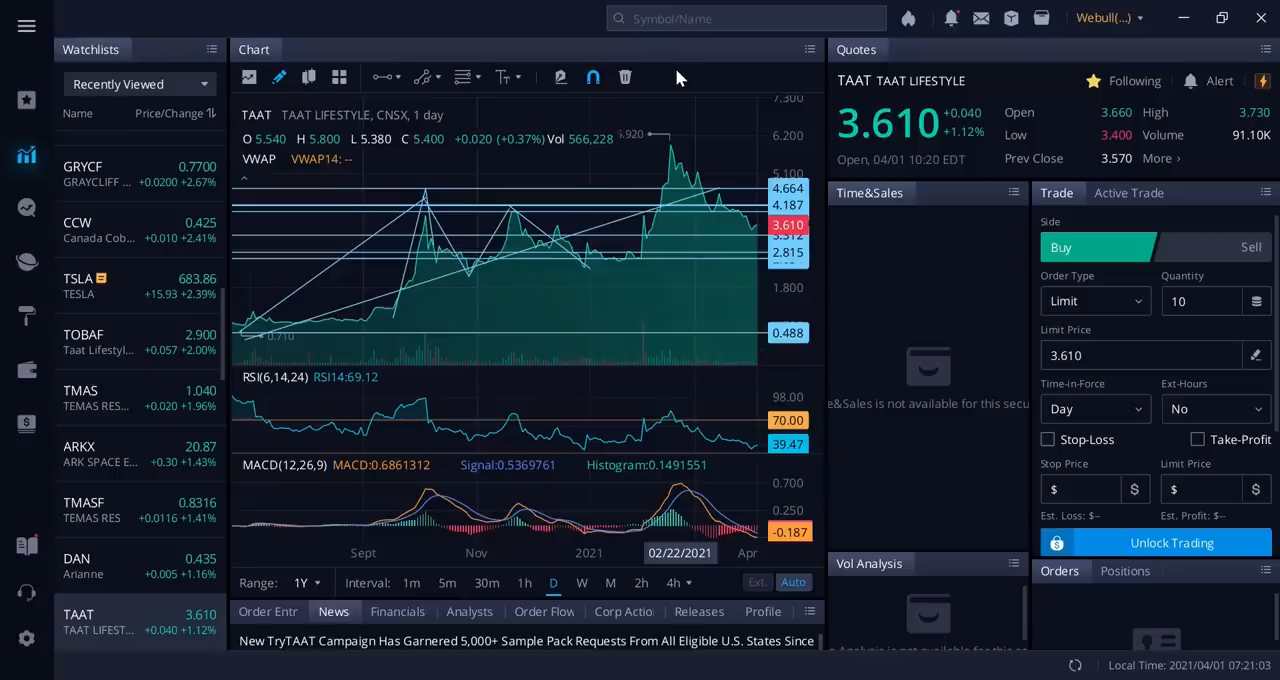 Symbol/Name
Webull(...)
Watchlists
Recently Viewed
Name Price/Change
GRYCF 0.7700
GRAYCLIFF ... +0.0200 +2.67%
CCW 0.425
Canada Cob... +0.010 +2.41%
TSLA 683.86
TESLA +15.93 +2.39%
TOBAF 2.900
Taat Lifestyl... +0.057 +2.00%
TMAS 1.040
TEMAS RES... +0.020 +1.96%
ARKX 20.87
ARK SPACE E... +0.30 +1.43%
TMASF 0.8316
TEMAS RES +0.0116 +1.41%
DAN 0.435
Arianne +0.005 +1.16%
TAAT 3.610
TAAT LIFEST... +0.040 +1.12%
Chart
TAAT TAAT LIFESTYLE, CNSX, 1 day
O 5.540 H 5.800 L 5.380 C 5.400 +0.020 (+0.37%) Vol 566,228
VWAP VWAP14: --
7.300
6.200
5.100
4.664
4.187
3.610
2.815
1.800
0.488
0.710
RSI(6,14,24) RSI14:69.12
98.00
70.00
39.47
MACD(12,26,9) MACD:0.6861312 Signal:0.5369761 Histogram:0.1491551
0.700
0.250
-0.187
Sept Nov 2021 02/22/2021 Apr
Range: 1Y Interval: 1m 5m 30m 1h D W M 2h 4h Ext. Auto
Order Entr News Financials Analysts Order Flow Corp Actio Releases Profile
New TryTAAT Campaign Has Garnered 5,000+ Sample Pack Requests From All Eligible U.S. States Since
Quotes
TAAT TAAT LIFESTYLE Following Alert
3.610 +0.040
+1.12%
Open, 04/01 10:20 EDT
Open 3.660 High 3.730
Low 3.400 Volume 91.10K
Prev Close 3.570 More ›
Time&Sales
e&Sales is not available for this secu
Vol Analysis
Trade Active Trade
Side
Buy Sell
Order Type Quantity
Limit 10
Limit Price
3.610
Time-in-Force Ext-Hours
Day No
Stop-Loss Take-Profit
Stop Price Limit Price
$ $ $ $
Est. Loss: $-- Est. Profit: $--
Unlock Trading
Orders Positions
Local Time: 2021/04/01 07:21:03